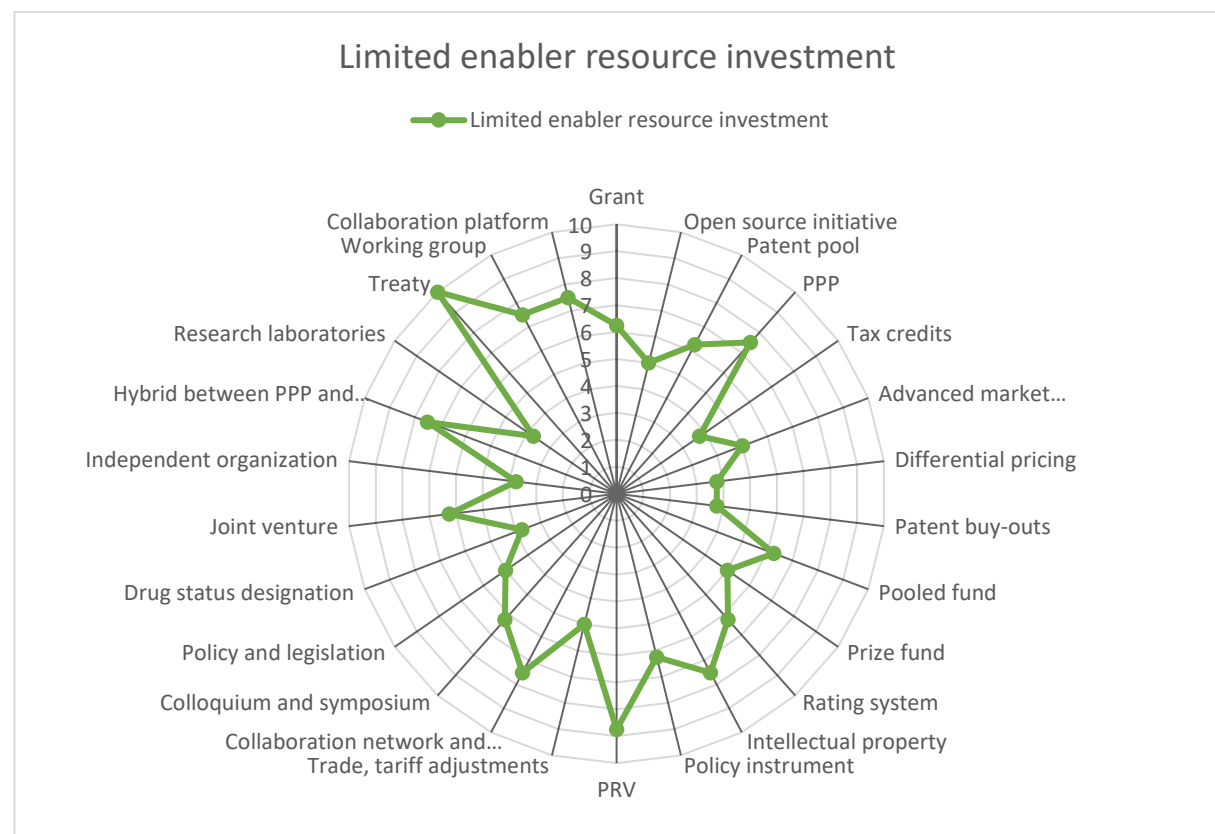 Limited enabler resource investment
Limited enabler resource investment
Grant
Open source initiative
Patent pool
PPP
Tax credits
Advanced market...
Differential pricing
Patent buy-outs
Pooled fund
Prize fund
Rating system
Intellectual property
Policy instrument
PRV
Trade, tariff adjustments
Collaboration network and...
Colloquium and symposium
Policy and legislation
Drug status designation
Joint venture
Independent organization
Hybrid between PPP and...
Research laboratories
Treaty
Working group
Collaboration platform
10
9
8
7
6
5
4
3
2
1
0